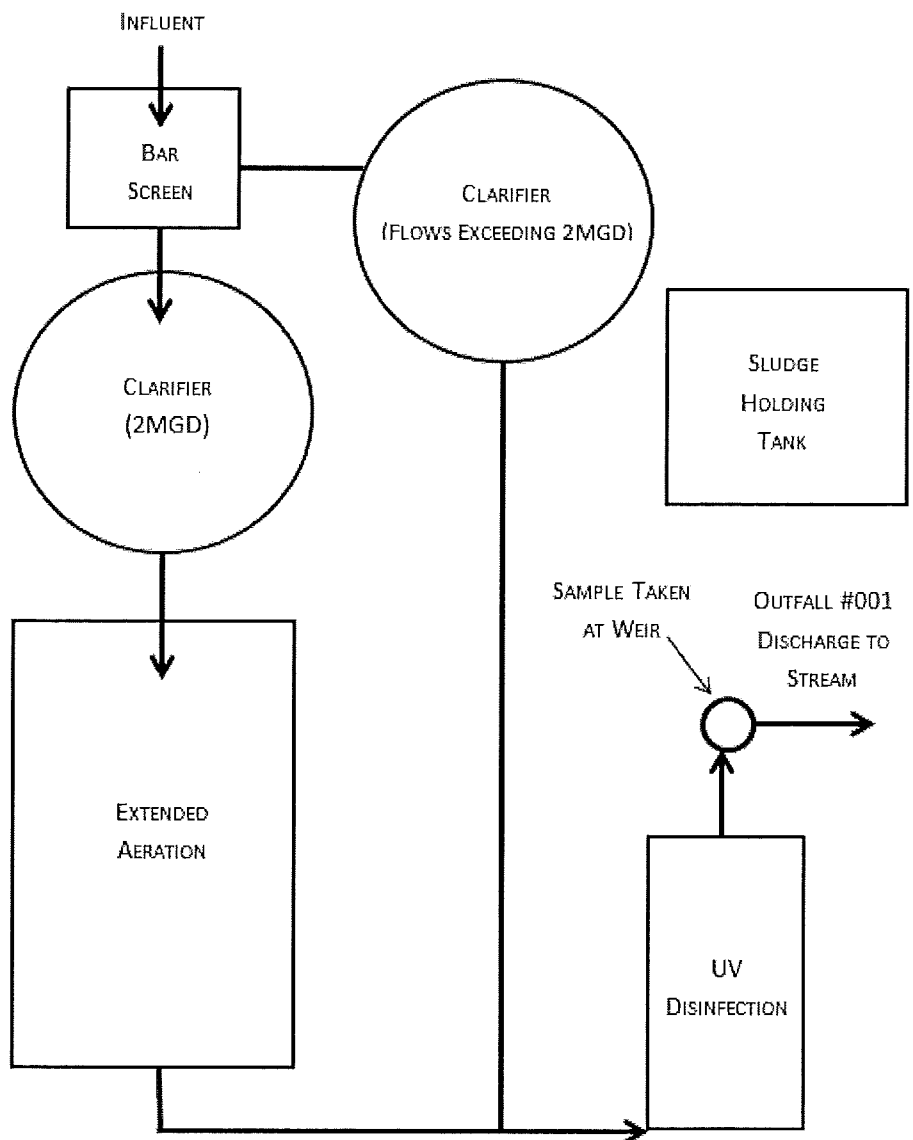 INFLUENT
BAR
SCREEN
CLARIFIER
(FLOWS EXCEEDING 2MGD)
CLARIFIER
(2MGD)
SLUDGE
HOLDING
TANK
SAMPLE TAKEN
AT WEIR
OUTFALL #001
DISCHARGE TO
STREAM
EXTENDED
AERATION
UV
DISINFECTION